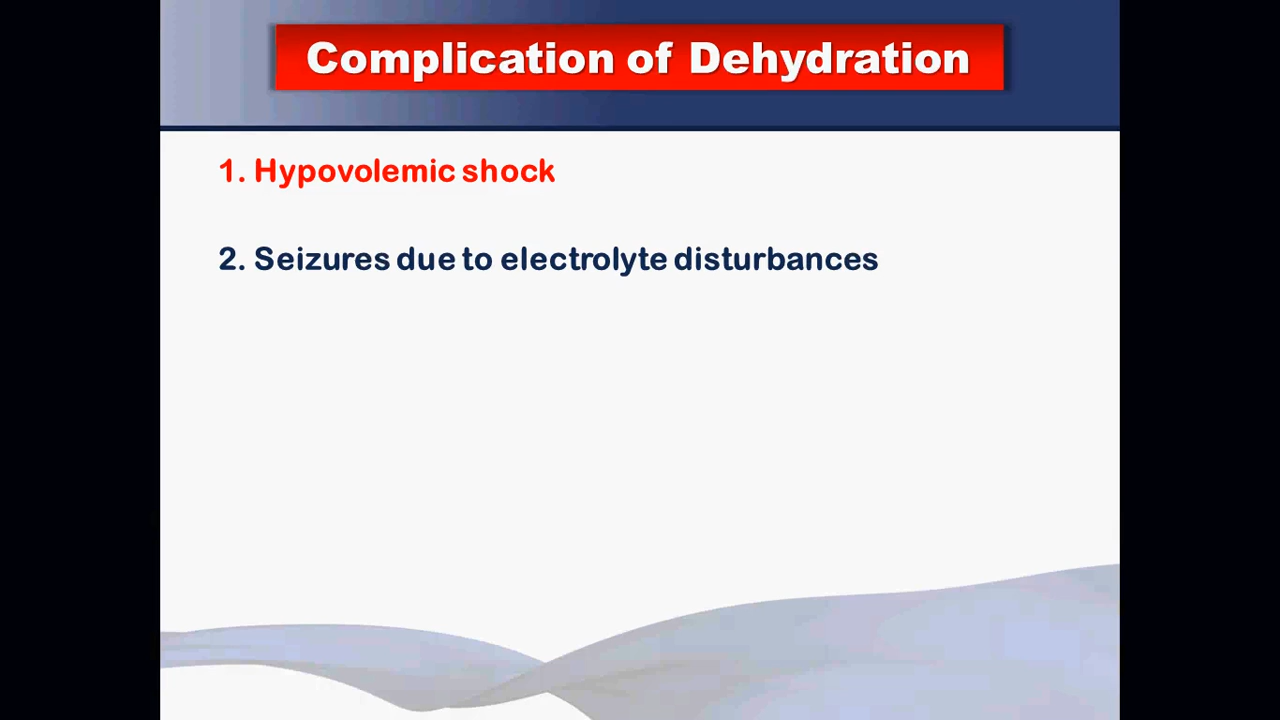 Complication of Dehydration
1. Hypovolemic shock
2. Seizures due to electrolyte disturbances